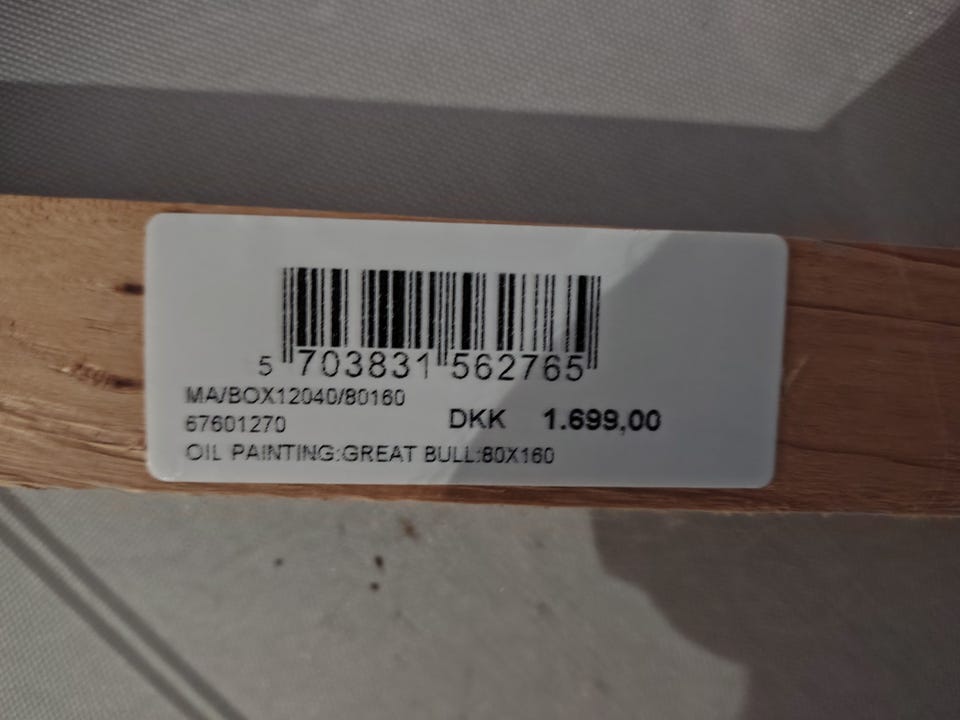 5 703831 562765
MA/BOX12040/80160
67601270 DKK 1.699,00
OIL PAINTING:GREAT BULL:80X160